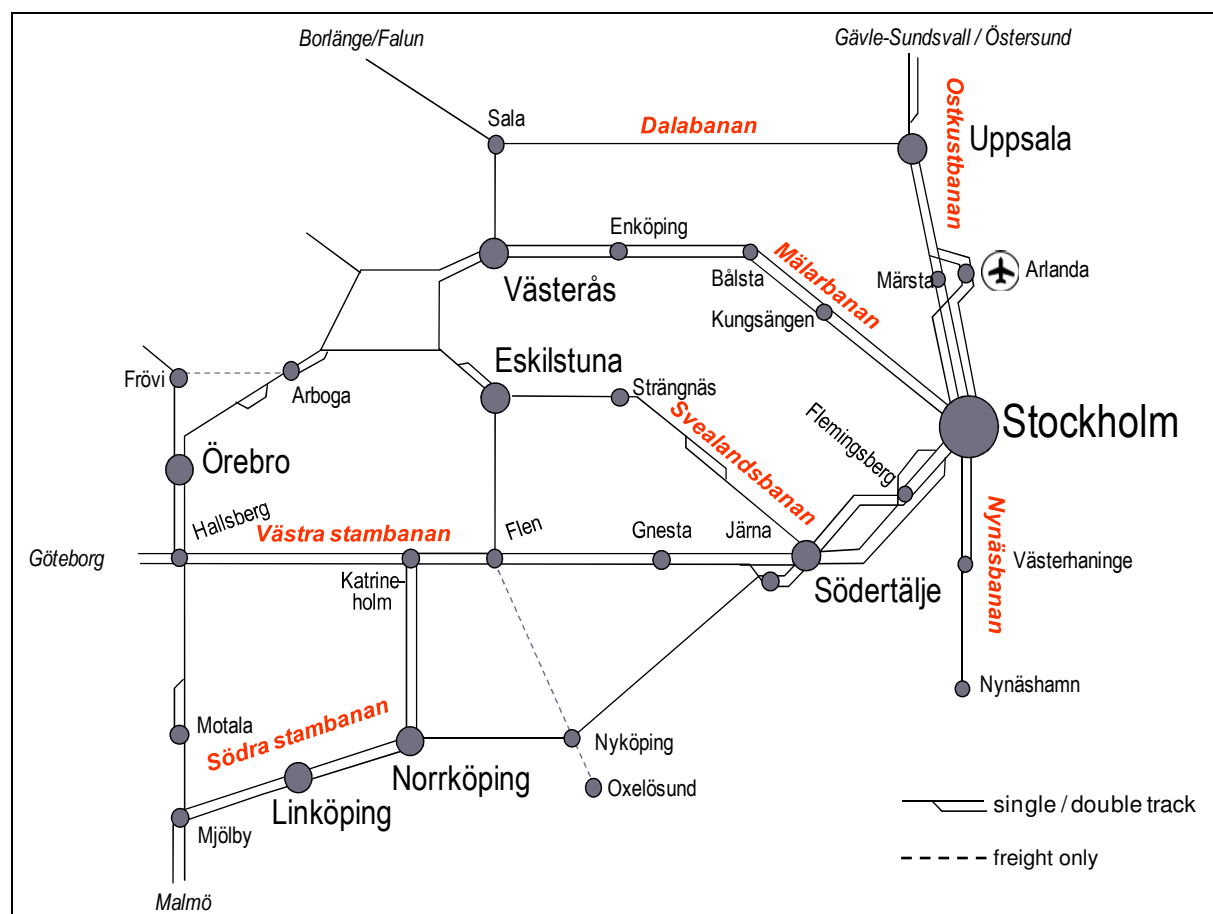 Borlänge/Falun
Gävle-Sundsvall / Östersund
Ostkustbanan
Sala
Dalabanan
Uppsala
Enköping
Mälarbanan
Västerås
Bålsta
Märsta
Arlanda
Kungsängen
Eskilstuna
Frövi
Arboga
Strängnäs
Svealandsbanan
Flemingsberg
Stockholm
Örebro
Hallsberg
Västra stambanan
Flen
Gnesta
Järna
Nynäsbanan
Göteborg
Katrine-
holm
Södertälje
Västerhaninge
Nynäshamn
Motala
Södra stambanan
Norrköping
Nyköping
Linköping
Oxelösund
Mjölby
Malmö
single / double track
freight only